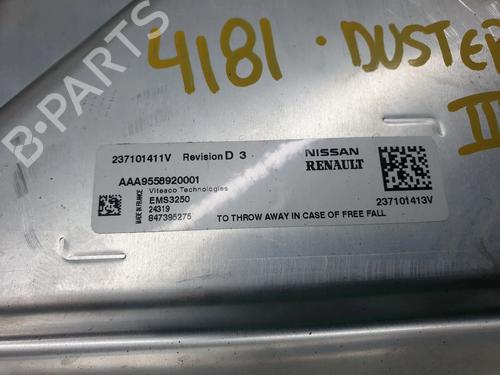 4181 · DUSTER
III
B-PARTS
237101411V Revision D 3
NISSAN
RENAULT
AAA9558920001
Vitesco Technologies
EMS3250
24319
847395275
MADE IN FRANCE
TO THROW AWAY IN CASE OF FREE FALL
237101413V